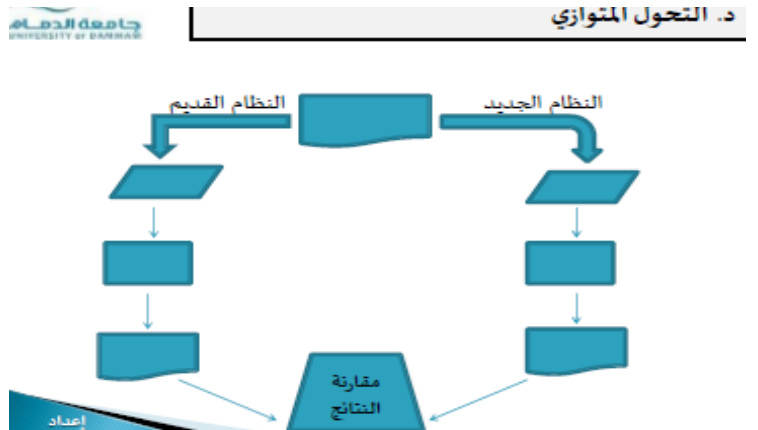 د. التحول المتوازي
جامعة الدمام
UNIVERSITY OF DAMMAM
النظام الجديد
النظام القديم
مقارنة
النتائج
إعداد